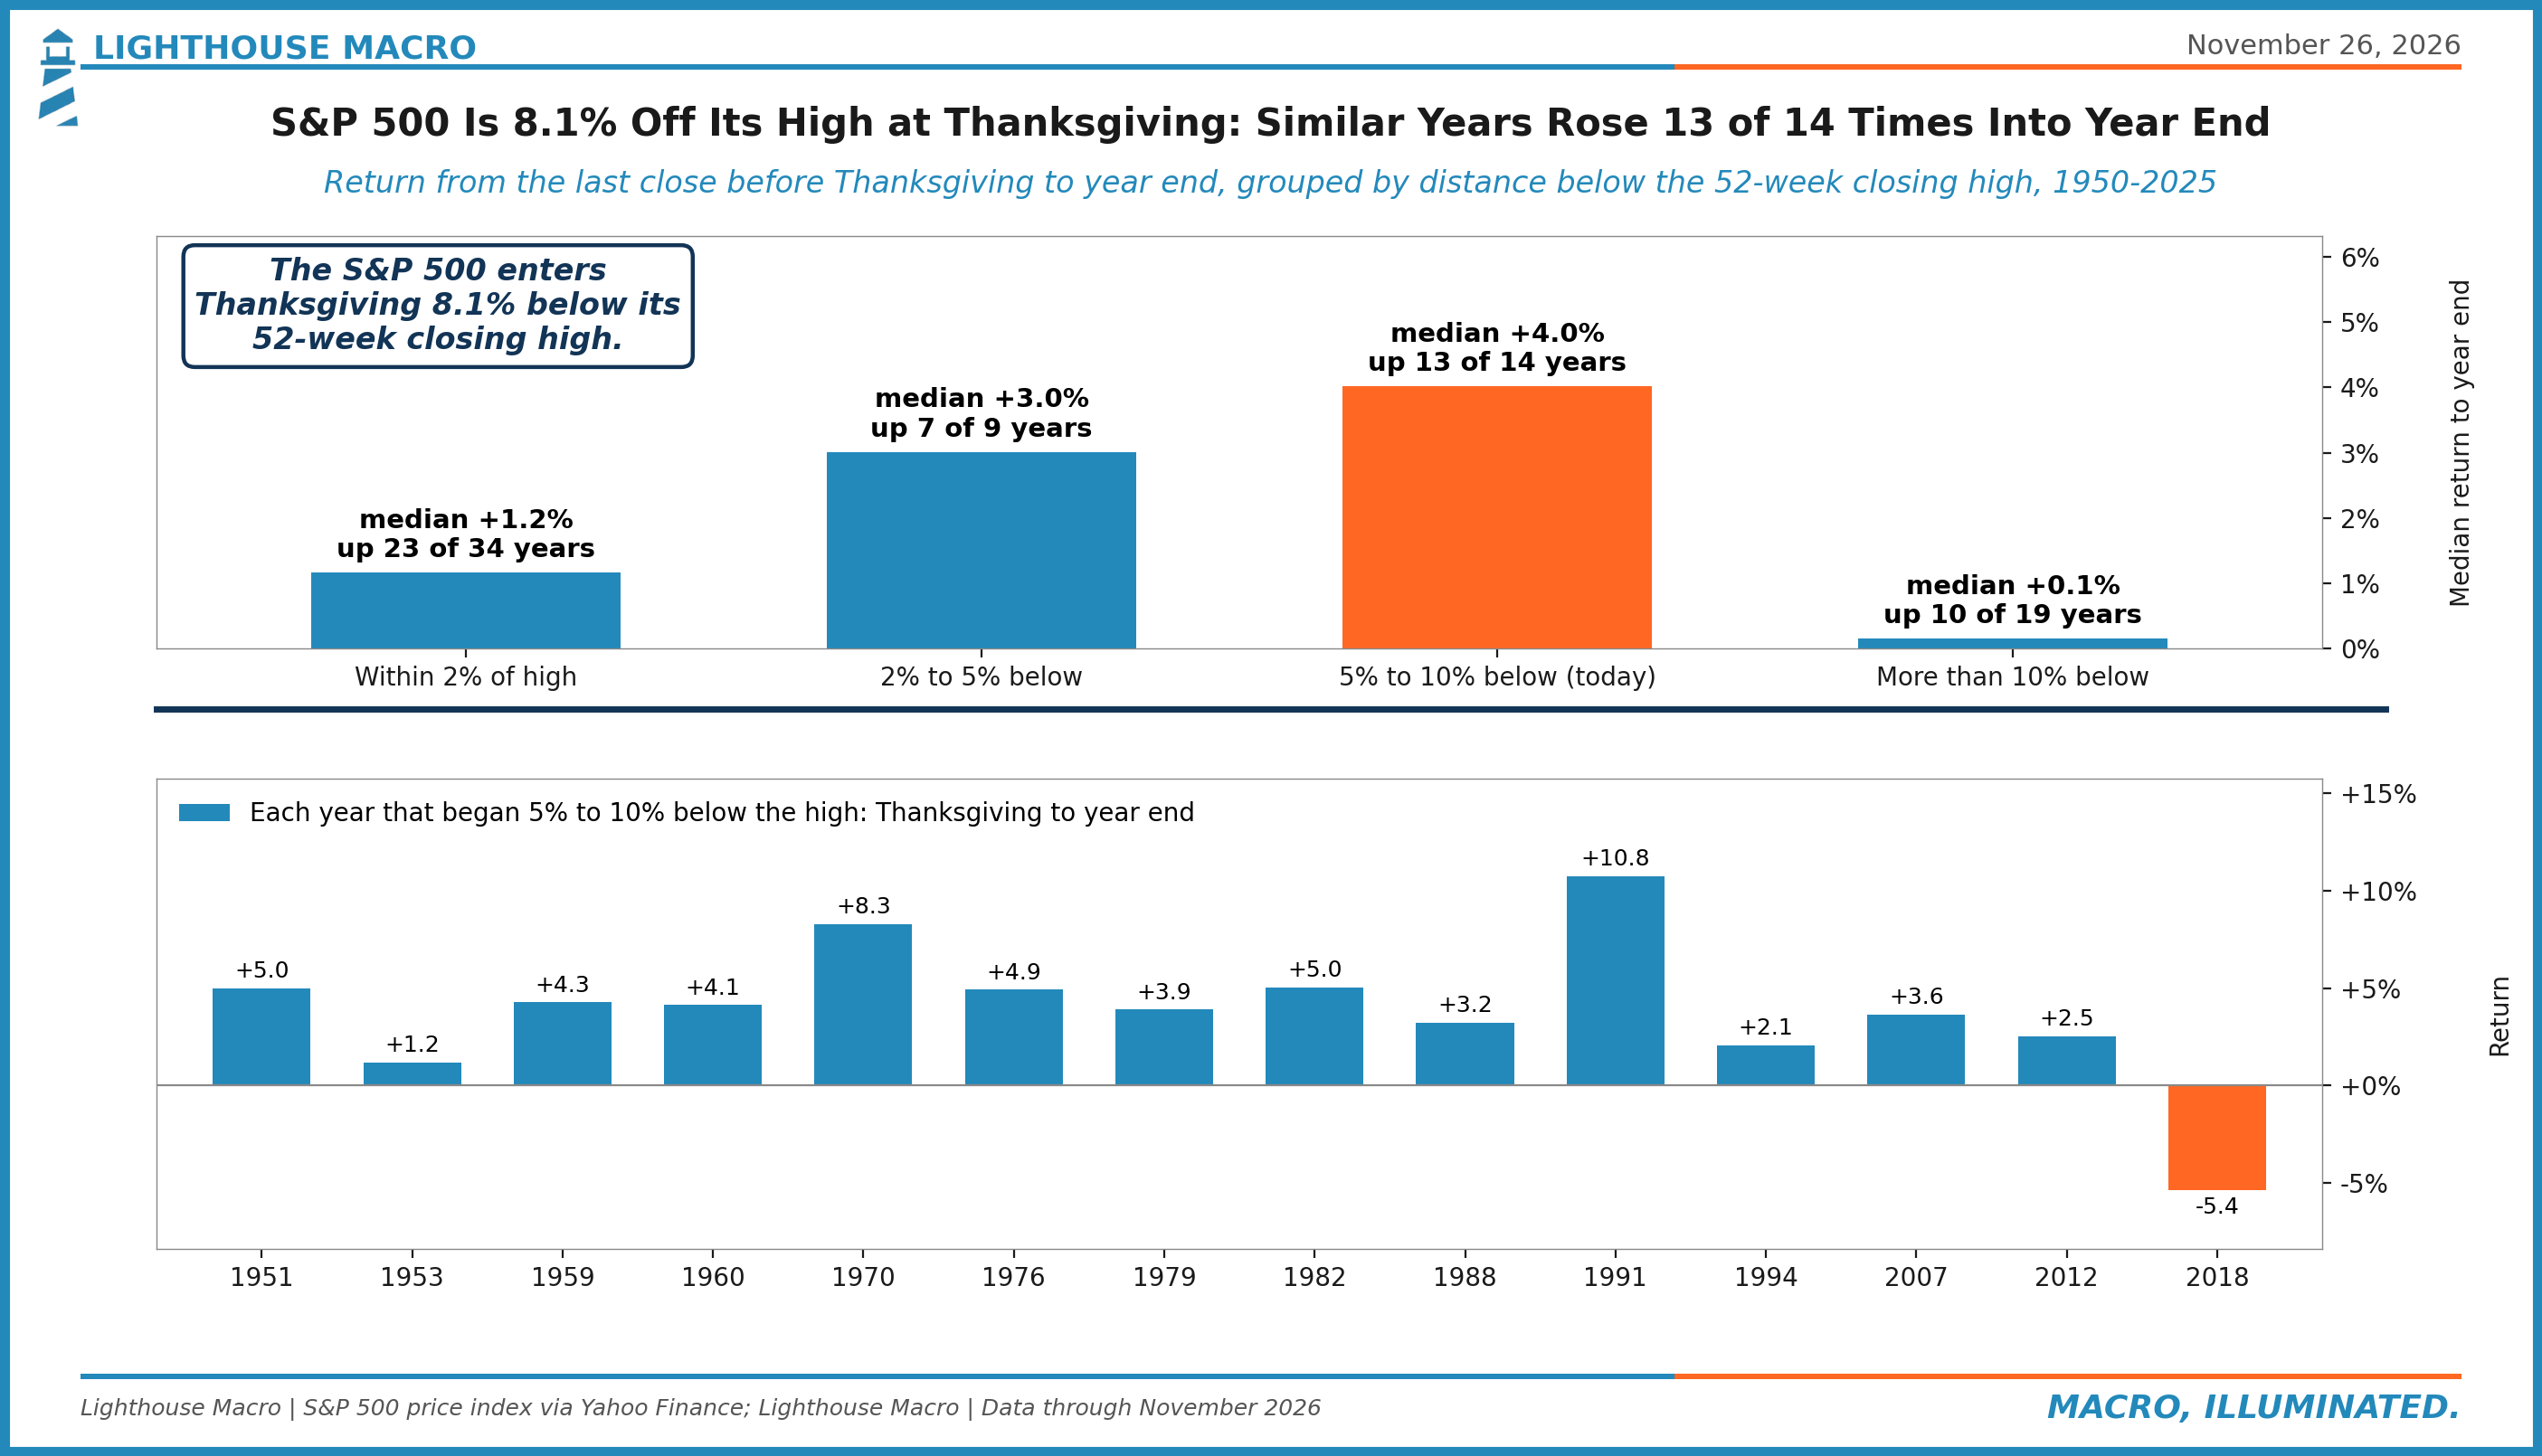 LIGHTHOUSE MACRO
November 26, 2026
S&P 500 Is 8.1% Off Its High at Thanksgiving: Similar Years Rose 13 of 14 Times Into Year End
Return from the last close before Thanksgiving to year end, grouped by distance below the 52-week closing high, 1950-2025
The S&P 500 enters
Thanksgiving 8.1% below its
52-week closing high.
median +1.2%
up 23 of 34 years
median +3.0%
up 7 of 9 years
median +4.0%
up 13 of 14 years
median +0.1%
up 10 of 19 years
6%
5%
4%
3%
2%
1%
0%
Median return to year end
Within 2% of high
2% to 5% below
5% to 10% below (today)
More than 10% below
Each year that began 5% to 10% below the high: Thanksgiving to year end
+5.0
+1.2
+4.3
+4.1
+8.3
+4.9
+3.9
+5.0
+3.2
+10.8
+2.1
+3.6
+2.5
-5.4
+15%
+10%
+5%
+0%
-5%
Return
1951
1953
1959
1960
1970
1976
1979
1982
1988
1991
1994
2007
2012
2018
Lighthouse Macro | S&P 500 price index via Yahoo Finance; Lighthouse Macro | Data through November 2026
MACRO, ILLUMINATED.